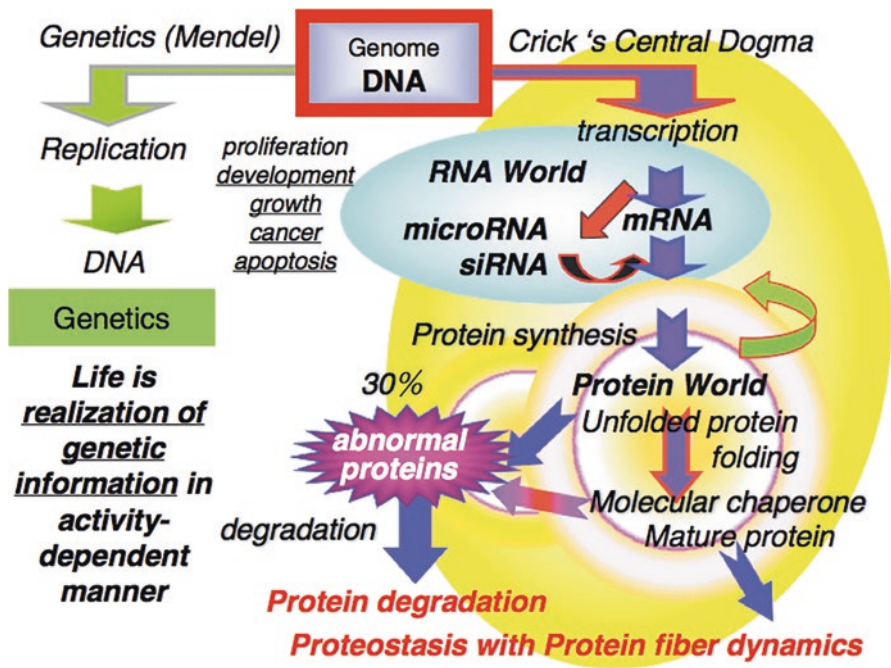 Genetics (Mendel)
Genome
DNA
Crick 's Central Dogma
Replication
DNA
Genetics
Life is
realization of
genetic
information in
activity-
dependent
manner
proliferation
development
growth
cancer
apoptosis
transcription
RNA World
microRNA
mRNA
siRNA
Protein synthesis
Protein World
Unfolded protein
folding
Molecular chaperone
Mature protein
30%
abnormal
proteins
degradation
Protein degradation
Proteostasis with Protein fiber dynamics